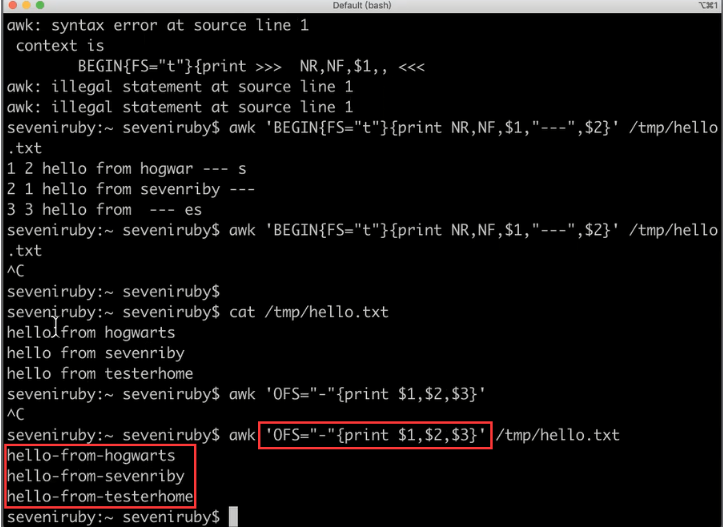 Default (bash)
⌥⌘1
awk: syntax error at source line 1
 context is
        BEGIN{FS="t"}{print >>>  NR,NF,$1,, <<<
awk: illegal statement at source line 1
awk: illegal statement at source line 1
seveniruby:~ seveniruby$ awk 'BEGIN{FS="t"}{print NR,NF,$1,"---",$2}' /tmp/hello
.txt
1 2 hello from hogwar --- s
2 1 hello from sevenriby ---
3 3 hello from  --- es
seveniruby:~ seveniruby$ awk 'BEGIN{FS="t"}{print NR,NF,$1,"---",$2}' /tmp/hello
.txt
^C
seveniruby:~ seveniruby$
seveniruby:~ seveniruby$ cat /tmp/hello.txt
hello from hogwarts
hello from sevenriby
hello from testerhome
seveniruby:~ seveniruby$ awk 'OFS="-"{print $1,$2,$3}'
^C
seveniruby:~ seveniruby$ awk 'OFS="-"{print $1,$2,$3}' /tmp/hello.txt
hello-from-hogwarts
hello-from-sevenriby
hello-from-testerhome
seveniruby:~ seveniruby$